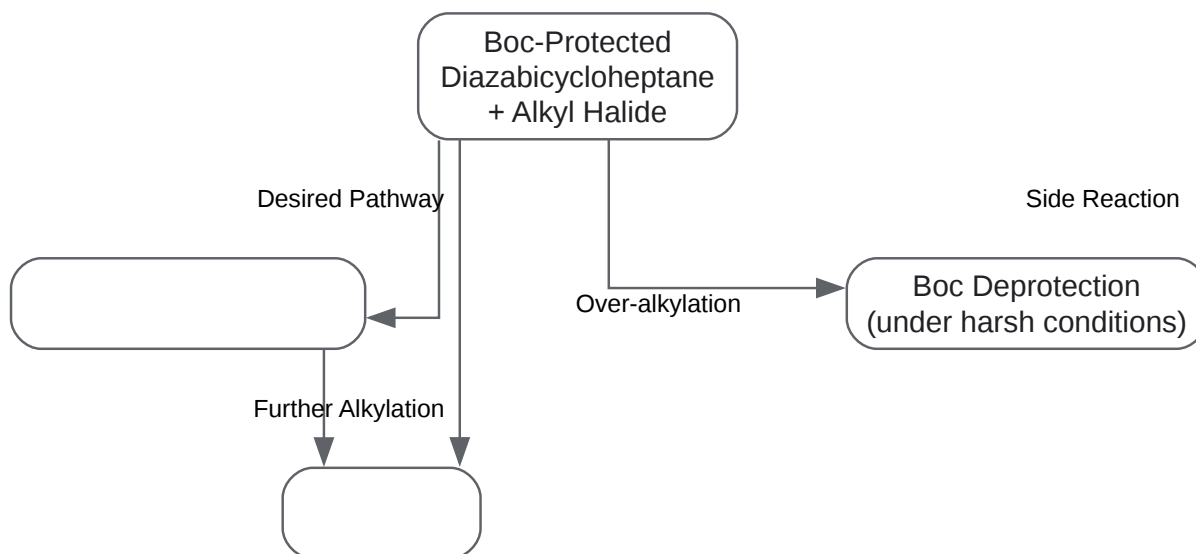 Boc-Protected
Diazabicycloheptane
+ Alkyl Halide
Desired Pathway
Side Reaction
Boc Deprotection
(under harsh conditions)
Over-alkylation
Further Alkylation